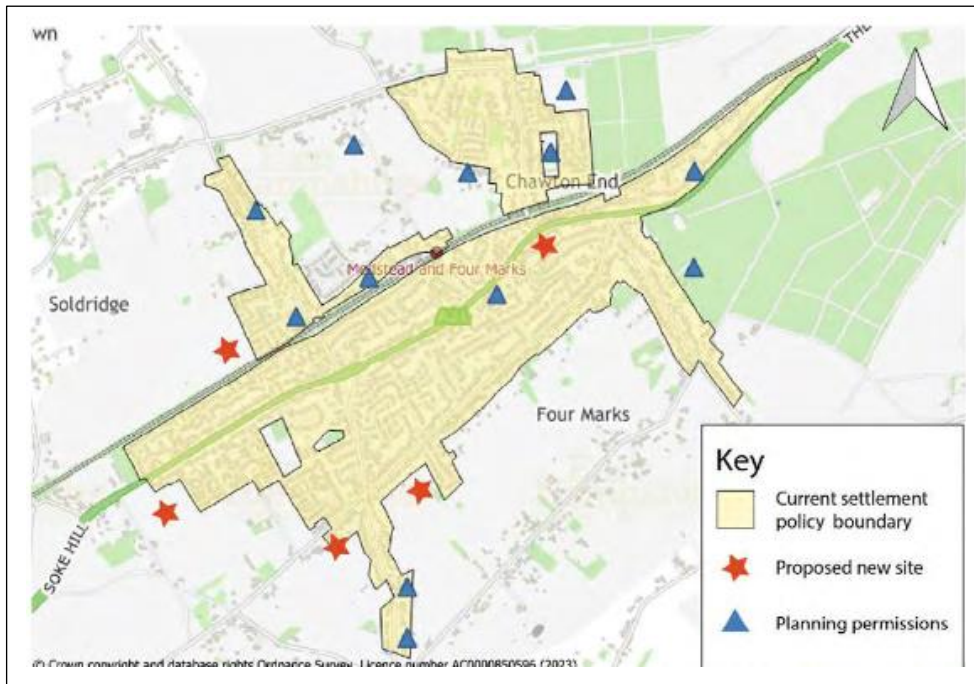 wn
THE
Chawton End
Medstead and Four Marks
Soldridge
Four Marks
SOKE HILL
Key
Current settlement
policy boundary
Proposed new site
Planning permissions
© Crown copyright and database rights Ordnance Survey. Licence number AC0000850596 (2023)